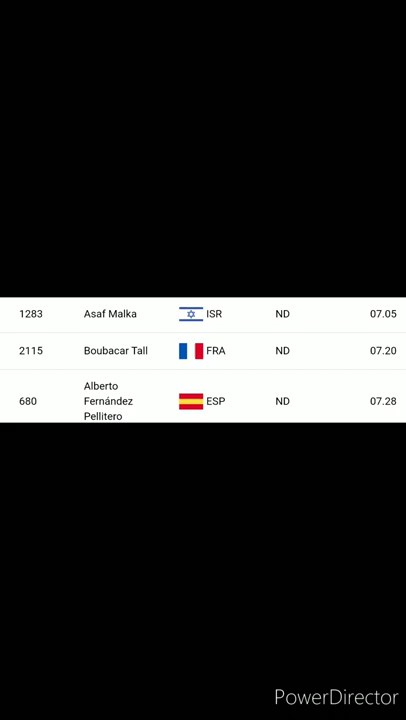 1283 Asaf Malka ISR ND 07.05
2115 Boubacar Tall FRA ND 07.20
Alberto
680 Fernández ESP ND 07.28
Pellitero
PowerDirector